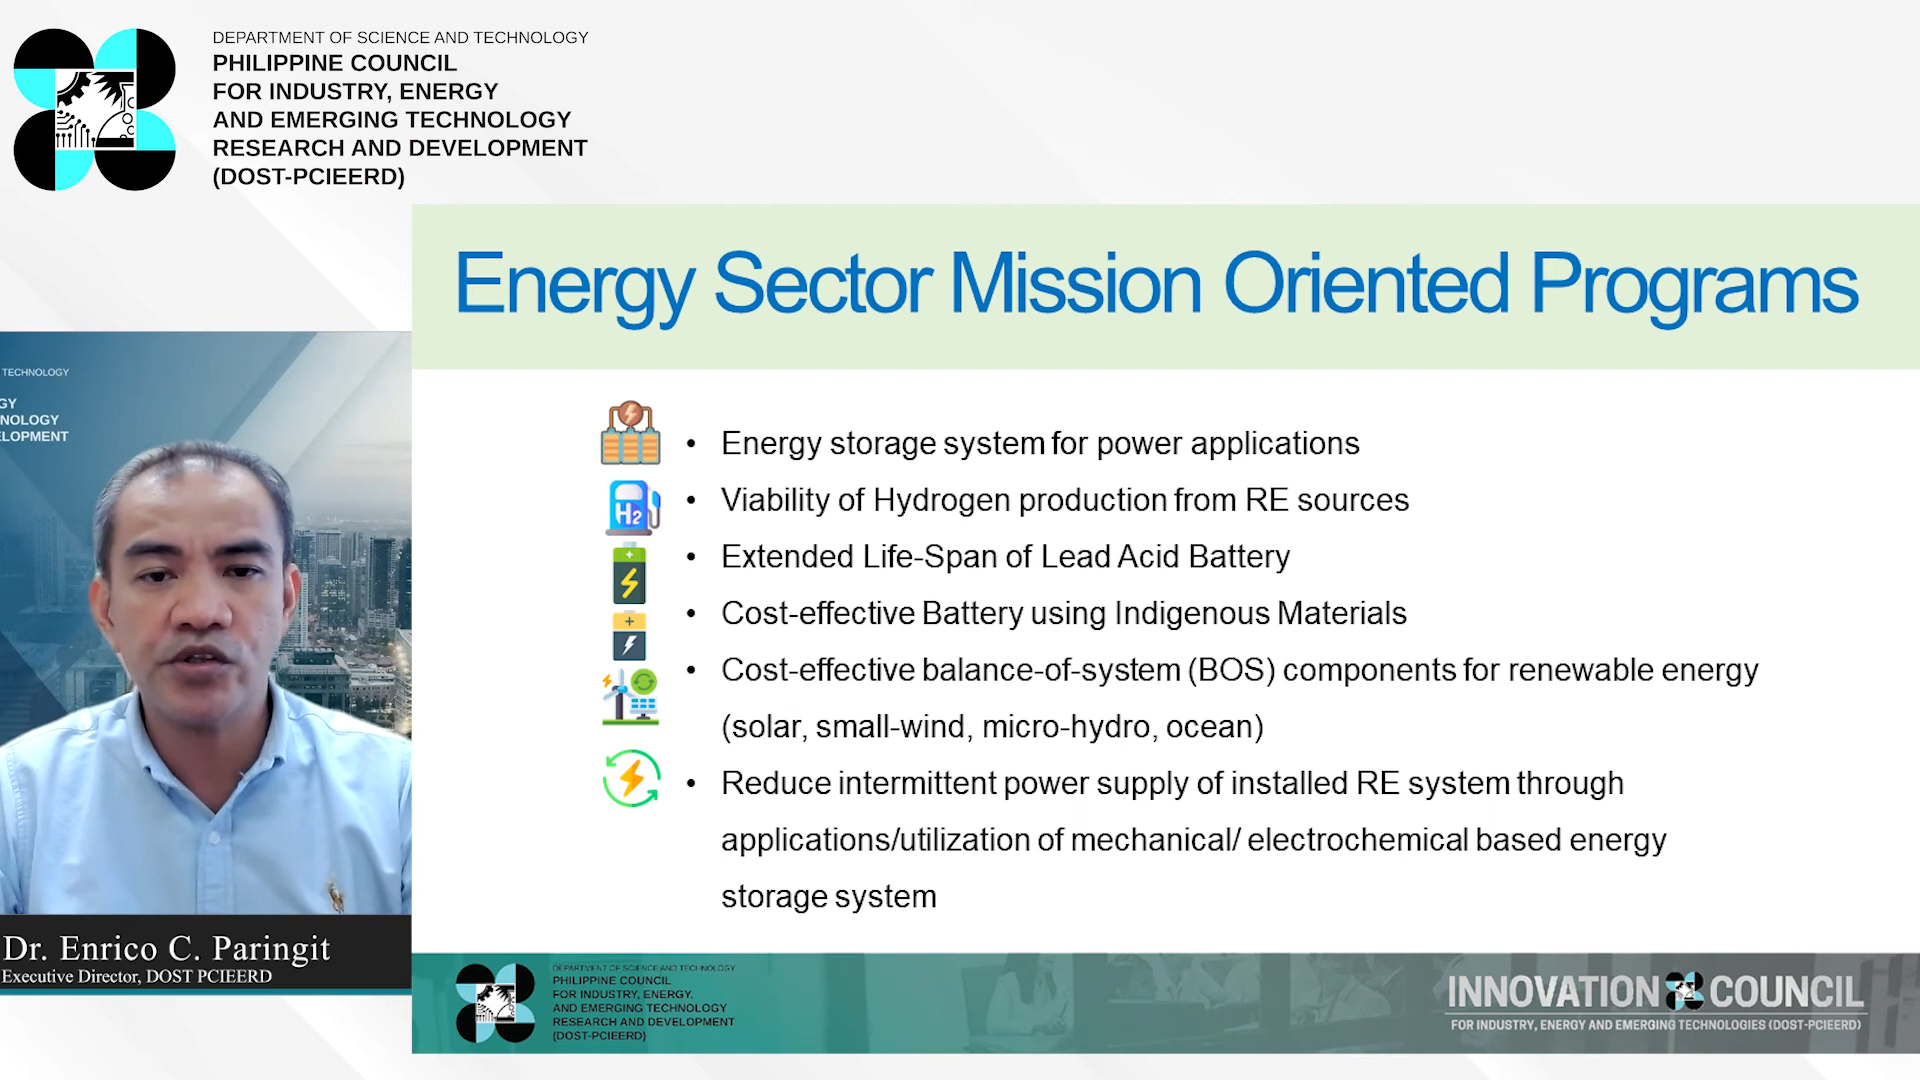 DEPARTMENT OF SCIENCE AND TECHNOLOGY
PHILIPPINE COUNCIL
FOR INDUSTRY, ENERGY
AND EMERGING TECHNOLOGY
RESEARCH AND DEVELOPMENT
(DOST-PCIEERD)
Energy Sector Mission Oriented Programs
TECHNOLOGY
GY
NOLOGY
LOPMENT
• Energy storage system for power applications
• Viability of Hydrogen production from RE sources
H2
• Extended Life-Span of Lead Acid Battery
• Cost-effective Battery using Indigenous Materials
• Cost-effective balance-of-system (BOS) components for renewable energy
(solar, small-wind, micro-hydro, ocean)
• Reduce intermittent power supply of installed RE system through
applications/utilization of mechanical/ electrochemical based energy
storage system
Dr. Enrico C. Paringit
Executive Director, DOST PCIEERD
DEPARTMENT OF SCIENCE AND TECHNOLOGY
PHILIPPINE COUNCIL
FOR INDUSTRY, ENERGY,
AND EMERGING TECHNOLOGY
RESEARCH AND DEVELOPMENT
(DOST-PCIEERD)
INNOVATION COUNCIL
FOR INDUSTRY, ENERGY AND EMERGING TECHNOLOGIES (DOST-PCIEERD)